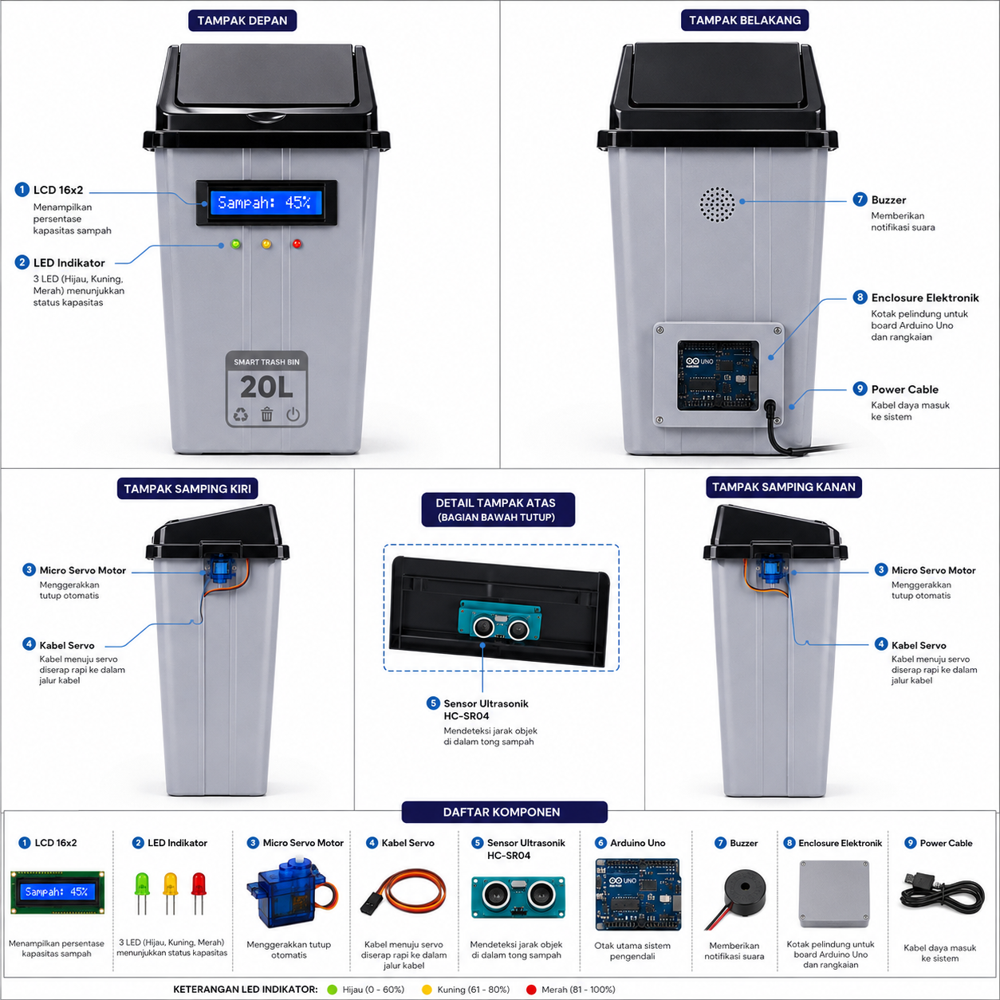 TAMPAK DEPAN
TAMPAK BELAKANG
Sampah: 45%
1 LCD 16x2
Menampilkan
persentase
kapasitas sampah
2 LED Indikator
3 LED (Hijau, Kuning,
Merah) menunjukkan
status kapasitas
SMART TRASH BIN
20L
7 Buzzer
Memberikan
notifikasi suara
8 Enclosure Elektronik
Kotak pelindung untuk
board Arduino Uno
dan rangkaian
UNO
9 Power Cable
Kabel daya masuk
ke sistem
TAMPAK SAMPING KIRI
3 Micro Servo Motor
Menggerakkan
tutup otomatis
4 Kabel Servo
Kabel menuju servo
diserap rapi ke dalam
jalur kabel
DETAIL TAMPAK ATAS
(BAGIAN BAWAH TUTUP)
5 Sensor Ultrasonik
HC-SR04
Mendeteksi jarak objek
di dalam tong sampah
TAMPAK SAMPING KANAN
3 Micro Servo Motor
Menggerakkan
tutup otomatis
4 Kabel Servo
Kabel menuju servo
diserap rapi ke dalam
jalur kabel
DAFTAR KOMPONEN
1 LCD 16x2
Sampah: 45%
Menampilkan persentase
kapasitas sampah
2 LED Indikator
3 LED (Hijau, Kuning, Merah)
menunjukkan status kapasitas
3 Micro Servo Motor
Menggerakkan tutup
otomatis
4 Kabel Servo
Kabel menuju servo
diserap rapi ke dalam
jalur kabel
5 Sensor Ultrasonik
HC-SR04
Mendeteksi jarak objek
di dalam tong sampah
6 Arduino Uno
UNO
Otak utama sistem
pengendali
7 Buzzer
Memberikan
notifikasi suara
8 Enclosure Elektronik
Kotak pelindung untuk
board Arduino Uno
dan rangkaian
9 Power Cable
Kabel daya masuk
ke sistem
KETERANGAN LED INDIKATOR: Hijau (0 - 60%) Kuning (61 - 80%) Merah (81 - 100%)